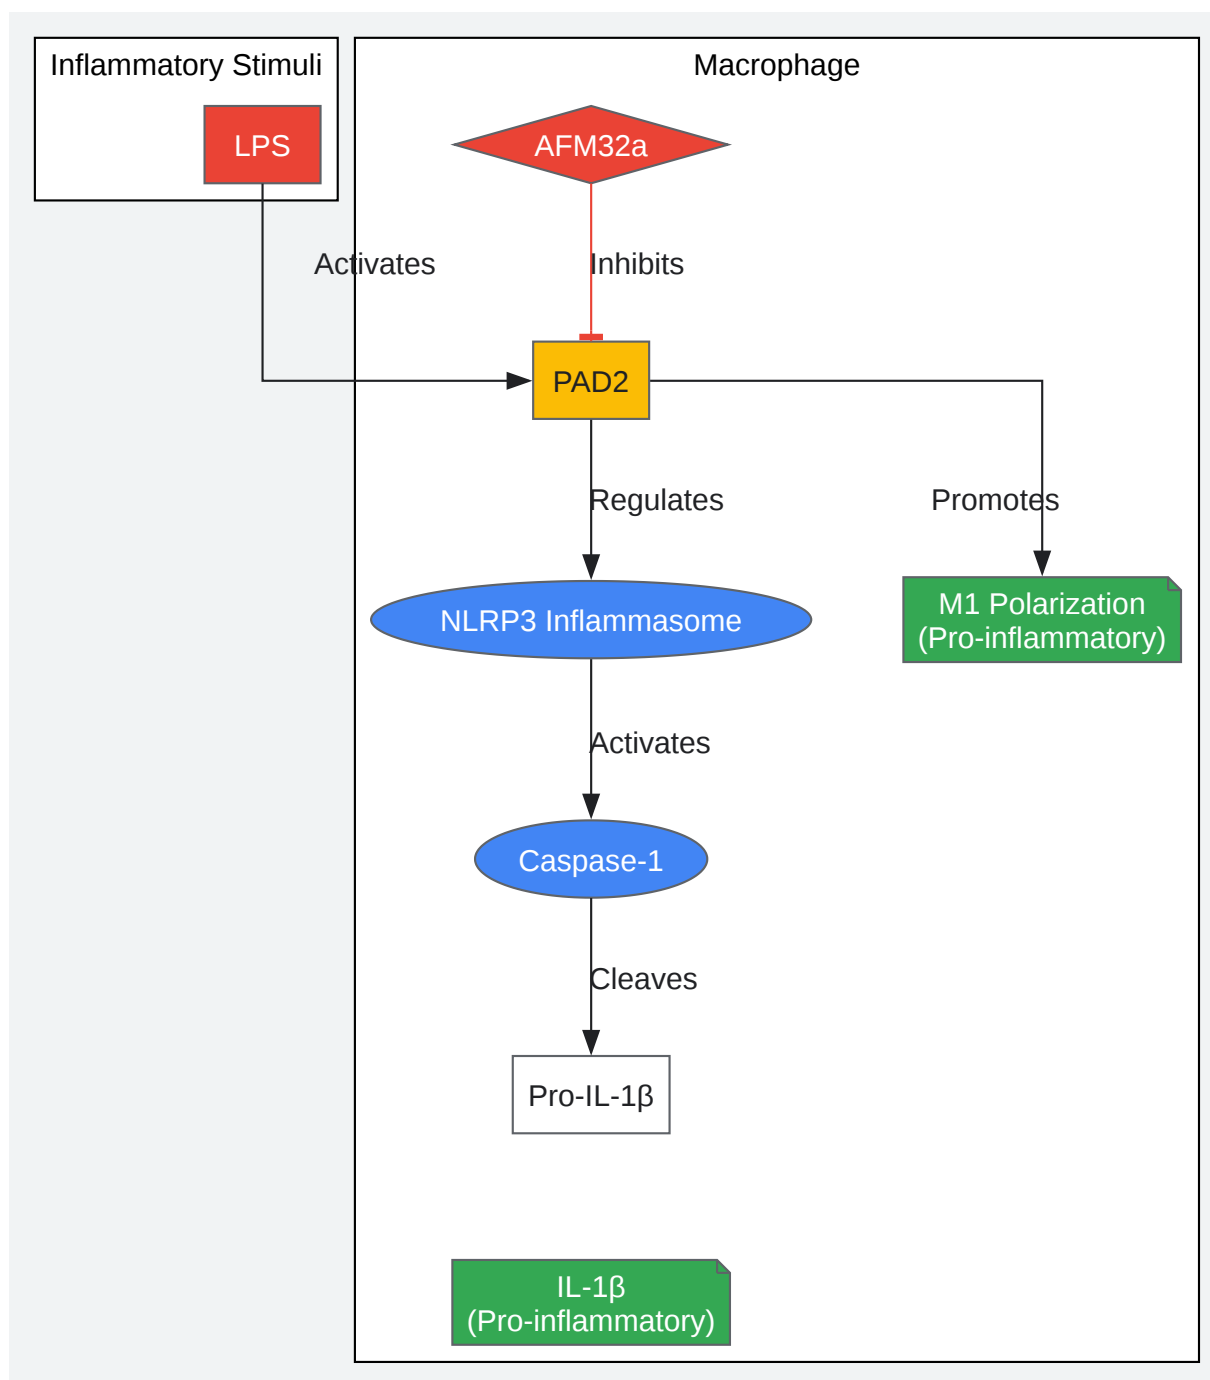 Inflammatory Stimuli
Macrophage
LPS
AFM32a
Activates
Inhibits
PAD2
Regulates
Promotes
NLRP3 Inflammasome
M1 Polarization
(Pro-inflammatory)
Activates
Caspase-1
Cleaves
Pro-IL-1β
IL-1β
(Pro-inflammatory)